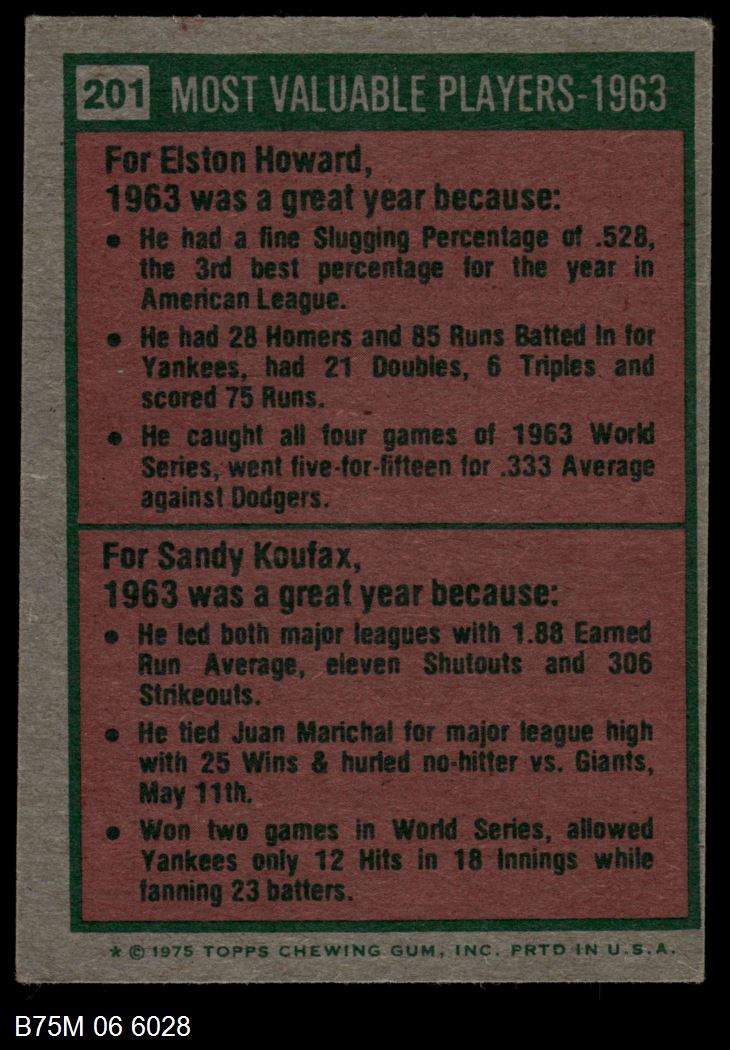 201 MOST VALUABLE PLAYERS-1963
For Elston Howard,
1963 was a great year because:
• He had a fine Slugging Percentage of .528,
the 3rd best percentage for the year in
American League.
• He had 28 Homers and 85 Runs Batted In for
Yankees, had 21 Doubles, 6 Triples and
scored 75 Runs.
• He caught all four games of 1963 World
Series, went five-for-fifteen for .333 Average
against Dodgers.
For Sandy Koufax,
1963 was a great year because:
• He led both major leagues with 1.88 Earned
Run Average, eleven Shutouts and 306
Strikeouts.
• He tied Juan Marichal for major league high
with 25 Wins & hurled no-hitter vs. Giants,
May 11th.
• Won two games in World Series, allowed
Yankees only 12 Hits in 18 Innings while
fanning 23 batters.
* © 1975 TOPPS CHEWING GUM, INC. PRTD IN U.S.A.
B75M 06 6028